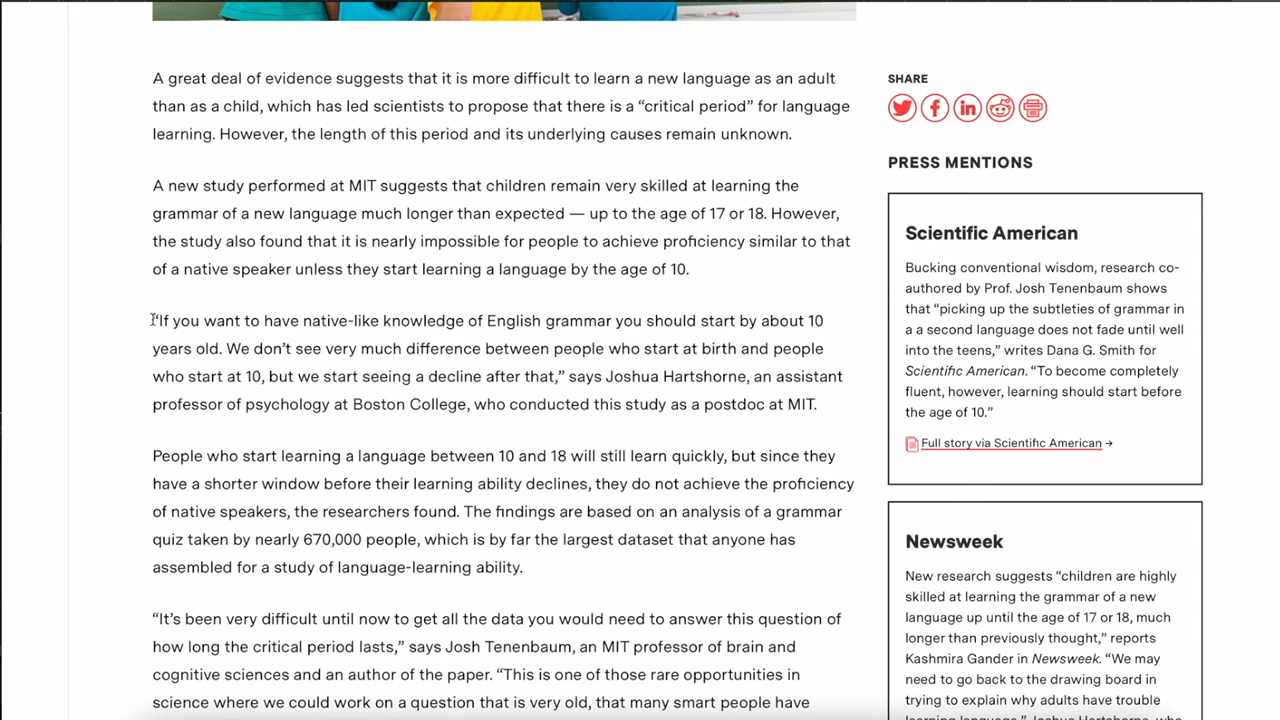 A great deal of evidence suggests that it is more difficult to learn a new language as an adult
than as a child, which has led scientists to propose that there is a “critical period” for language
learning. However, the length of this period and its underlying causes remain unknown.
A new study performed at MIT suggests that children remain very skilled at learning the
grammar of a new language much longer than expected — up to the age of 17 or 18. However,
the study also found that it is nearly impossible for people to achieve proficiency similar to that
of a native speaker unless they start learning a language by the age of 10.
“If you want to have native-like knowledge of English grammar you should start by about 10
years old. We don’t see very much difference between people who start at birth and people
who start at 10, but we start seeing a decline after that,” says Joshua Hartshorne, an assistant
professor of psychology at Boston College, who conducted this study as a postdoc at MIT.
People who start learning a language between 10 and 18 will still learn quickly, but since they
have a shorter window before their learning ability declines, they do not achieve the proficiency
of native speakers, the researchers found. The findings are based on an analysis of a grammar
quiz taken by nearly 670,000 people, which is by far the largest dataset that anyone has
assembled for a study of language-learning ability.
“It’s been very difficult until now to get all the data you would need to answer this question of
how long the critical period lasts,” says Josh Tenenbaum, an MIT professor of brain and
cognitive sciences and an author of the paper. “This is one of those rare opportunities in
science where we could work on a question that is very old, that many smart people have
SHARE
PRESS MENTIONS
Scientific American
Bucking conventional wisdom, research co-
authored by Prof. Josh Tenenbaum shows
that “picking up the subtleties of grammar in
a a second language does not fade until well
into the teens,” writes Dana G. Smith for
Scientific American. “To become completely
fluent, however, learning should start before
the age of 10.”
Full story via Scientific American →
Newsweek
New research suggests “children are highly
skilled at learning the grammar of a new
language up until the age of 17 or 18, much
longer than previously thought,” reports
Kashmira Gander in Newsweek. “We may
need to go back to the drawing board in
trying to explain why adults have trouble
learning language,” Joshua Hartshorne, who